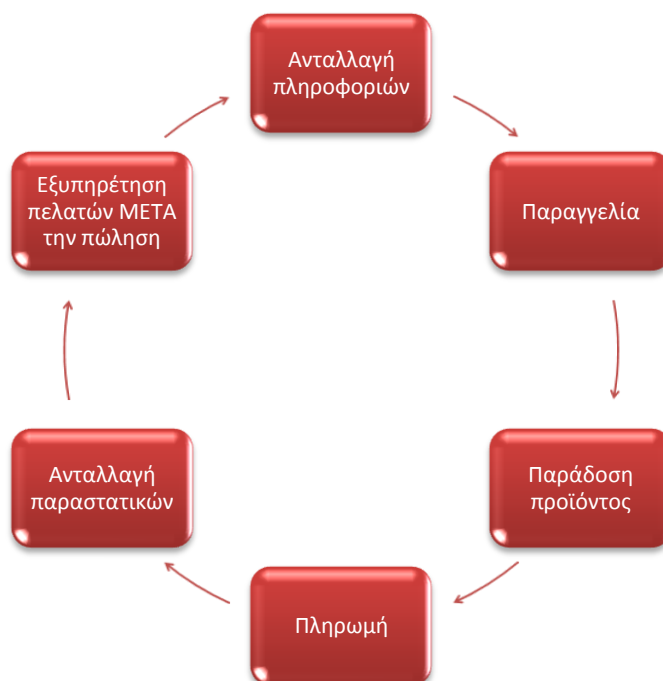 Ανταλλαγή
πληροφοριών
Παραγγελία
Παράδοση
προϊόντος
Πληρωμή
Ανταλλαγή
παραστατικών
Εξυπηρέτηση
πελατών ΜΕΤΑ
την πώληση